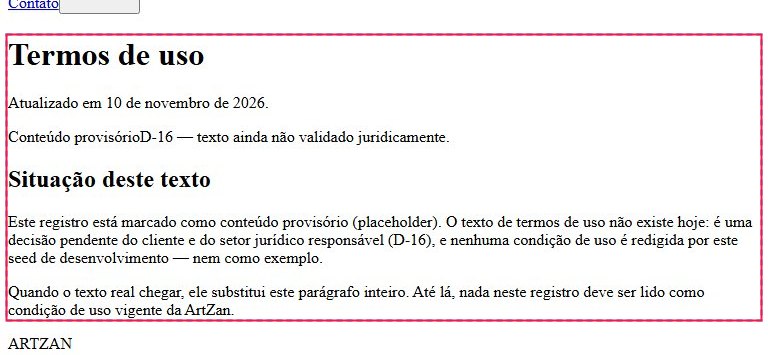 Contato
Termos de uso
Atualizado em 10 de novembro de 2026.
Conteúdo provisórioD-16 — texto ainda não validado juridicamente.
Situação deste texto
Este registro está marcado como conteúdo provisório (placeholder). O texto de termos de uso não existe hoje: é uma
decisão pendente do cliente e do setor jurídico responsável (D-16), e nenhuma condição de uso é redigida por este
seed de desenvolvimento — nem como exemplo.
Quando o texto real chegar, ele substitui este parágrafo inteiro. Até lá, nada neste registro deve ser lido como
condição de uso vigente da ArtZan.
ARTZAN